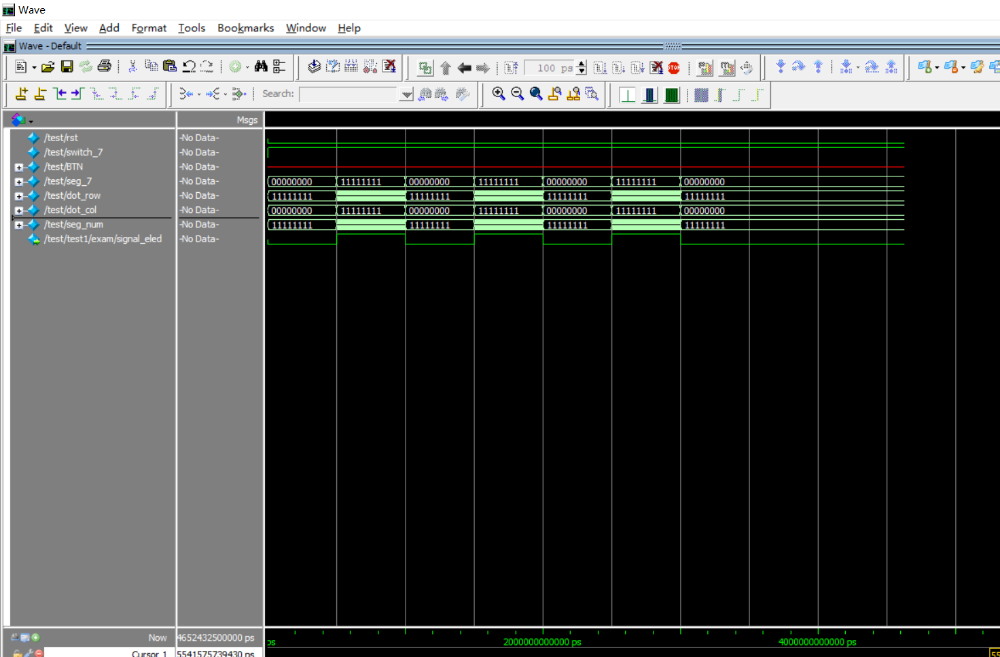 Wave
File Edit View Add Format Tools Bookmarks Window Help
Wave - Default
100 ps
STOP
Search:
Msgs
/test/rst -No Data-
/test/switch_7 -No Data-
/test/BTN -No Data-
/test/seg_7 -No Data- 00000000 11111111 00000000 11111111 00000000 11111111 00000000
/test/dot_row -No Data- 11111111 11111111 11111111 11111111
/test/dot_col -No Data- 00000000 11111111 00000000 11111111 00000000 11111111 00000000
/test/seg_num -No Data- 11111111 11111111 11111111 11111111
/test/test1/exam/signal_eled -No Data-
Now 4652432500000 ps ps 2000000000000 ps 4000000000000 ps
Cursor 1 5541575739430 ps 55